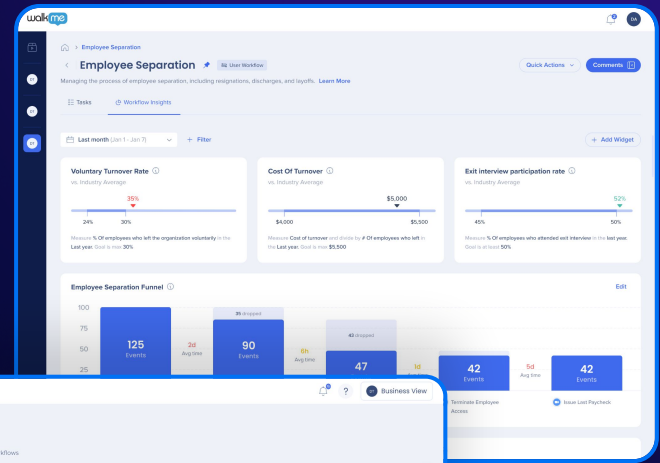 walkme
DA
Employee Separation
Employee Separation
User Workflow
Quick Actions
Comments
Managing the process of employee separation, including resignations, discharges, and layoffs. Learn More
Tasks
Workflow Insights
Last month (Jan 1 - Jan 7)
+ Filter
+ Add Widget
Voluntary Turnover Rate
vs. Industry Average
35%
24% 30%
Measure % Of employees who left the organization voluntarily in the
Last year. Goal is max 30%
Cost Of Turnover
vs. Industry Average
$5,000
$4,000 $5,500
Measure Cost of turnover and divide by # Of employees who left in
the Last year. Goal is max $5,500
Exit interview participation rate
vs. Industry Average
52%
45% 50%
Measure % Of employees who attended exit interview in the last year.
Goal is at least 50%
Employee Separation Funnel
Edit
100
75
50
25
125
Events
2d
Avg time
35 dropped
90
Events
6h
Avg time
43 dropped
47
1d
42
Events
5d
Avg time
42
Events
Terminate Employee
Access
Issue Last Paycheck
?
Business View
kflows